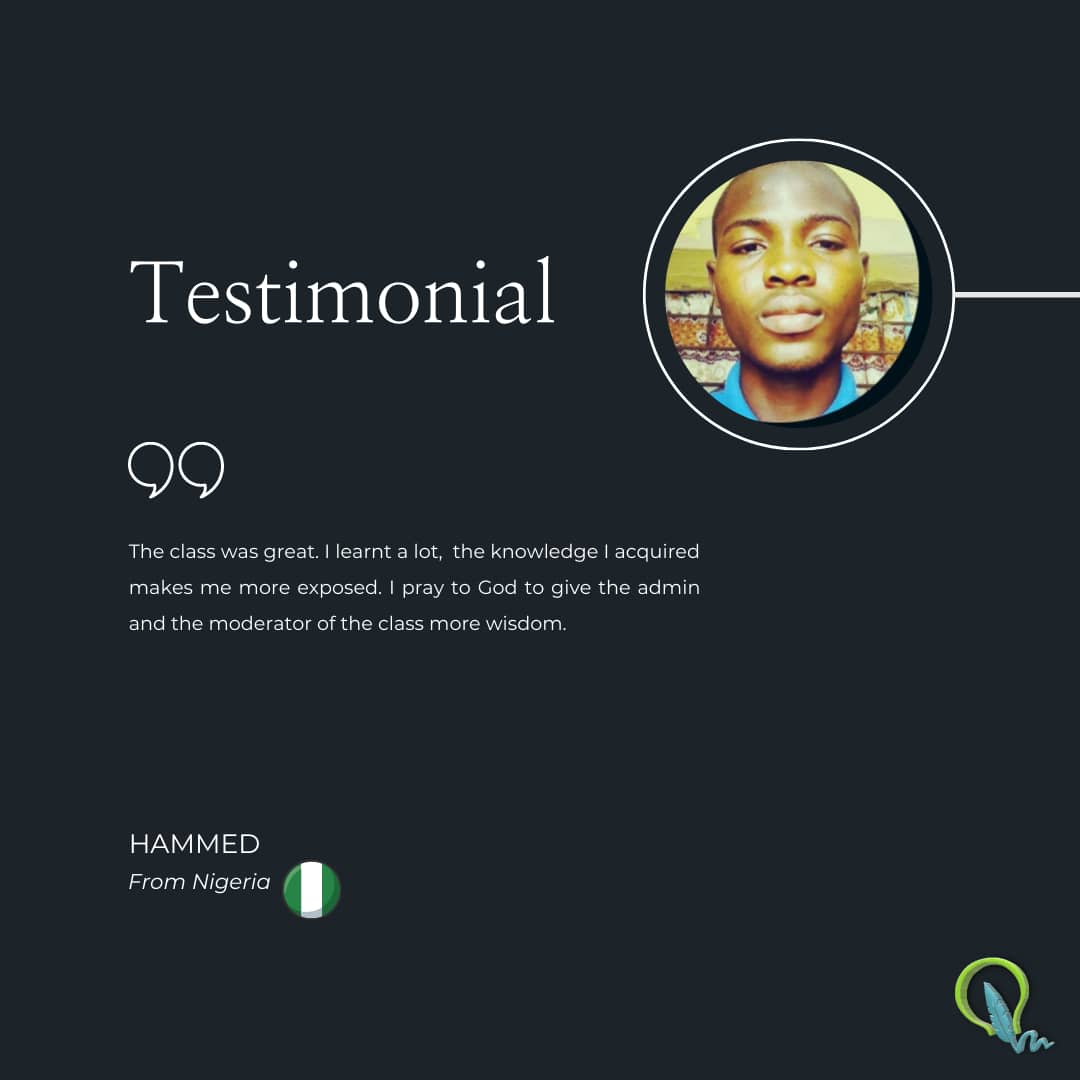 Testimonial
The class was great. I learnt a lot,  the knowledge I acquired
makes me more exposed. I pray to God to give the admin
and the moderator of the class more wisdom.
HAMMED
From Nigeria